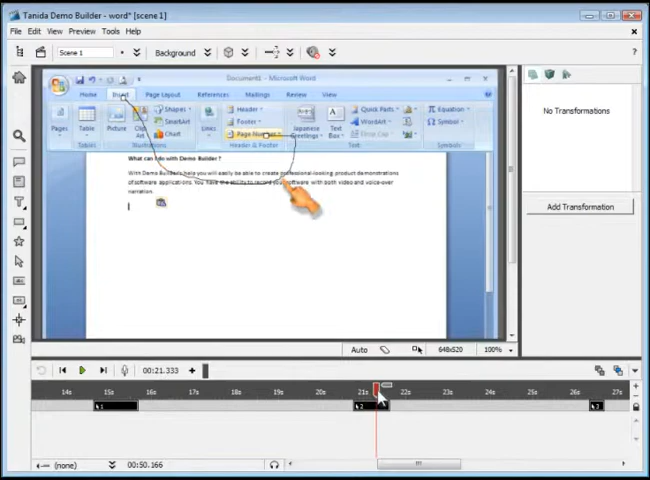 Tanida Demo Builder - word* [scene 1]
File Edit View Preview Tools Help
Scene 1 Background ?
Document1 - Microsoft Word
Home Insert Page Layout References Mailings Review View
Pages Table Picture Clip Art Shapes SmartArt Chart Links Header Footer Page Number Japanese Greetings Text Box Quick Parts WordArt Drop Cap Equation Symbol
Tables Illustrations Header & Footer Text
What can I do with Demo Builder ?
With Demo Builder's help you will easily be able to create professional-looking product demonstrations
of software applications. You have the ability to record your software with both video and voice-over
narration.
No Transformations
Add Transformation
Auto 648x520 100%
00:21.333
14s 15s 16s 17s 18s 19s 20s 21s 22s 23s 24s 25s 26s 27s
1 2 3
(none) 00:50.166